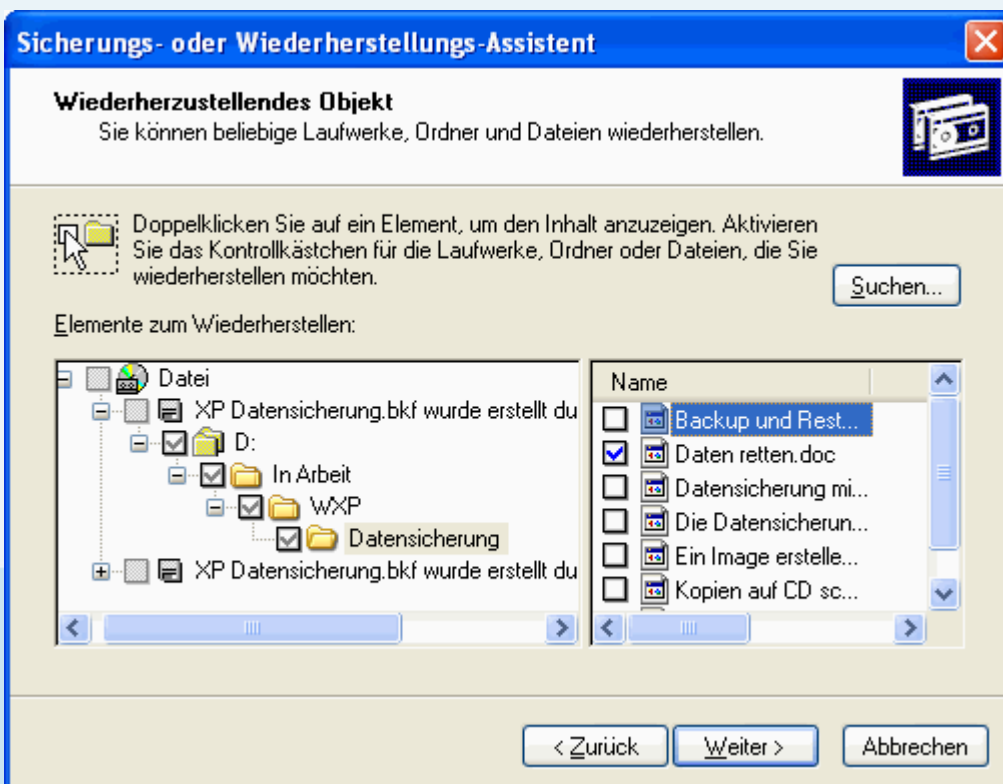 Sicherungs- oder Wiederherstellungs-Assistent
Wiederherzustellendes Objekt
Sie können beliebige Laufwerke, Ordner und Dateien wiederherstellen.
Doppelklicken Sie auf ein Element, um den Inhalt anzuzeigen. Aktivieren
Sie das Kontrollkästchen für die Laufwerke, Ordner oder Dateien, die Sie
wiederherstellen möchten.
Suchen...
Elemente zum Wiederherstellen:
Datei
XP Datensicherung.bkf wurde erstellt du
D:
In Arbeit
WXP
Datensicherung
XP Datensicherung.bkf wurde erstellt du
Name
Backup und Rest...
Daten retten.doc
Datensicherung mi...
Die Datensicherun...
Ein Image erstelle...
Kopien auf CD sc...
< Zurück
Weiter >
Abbrechen